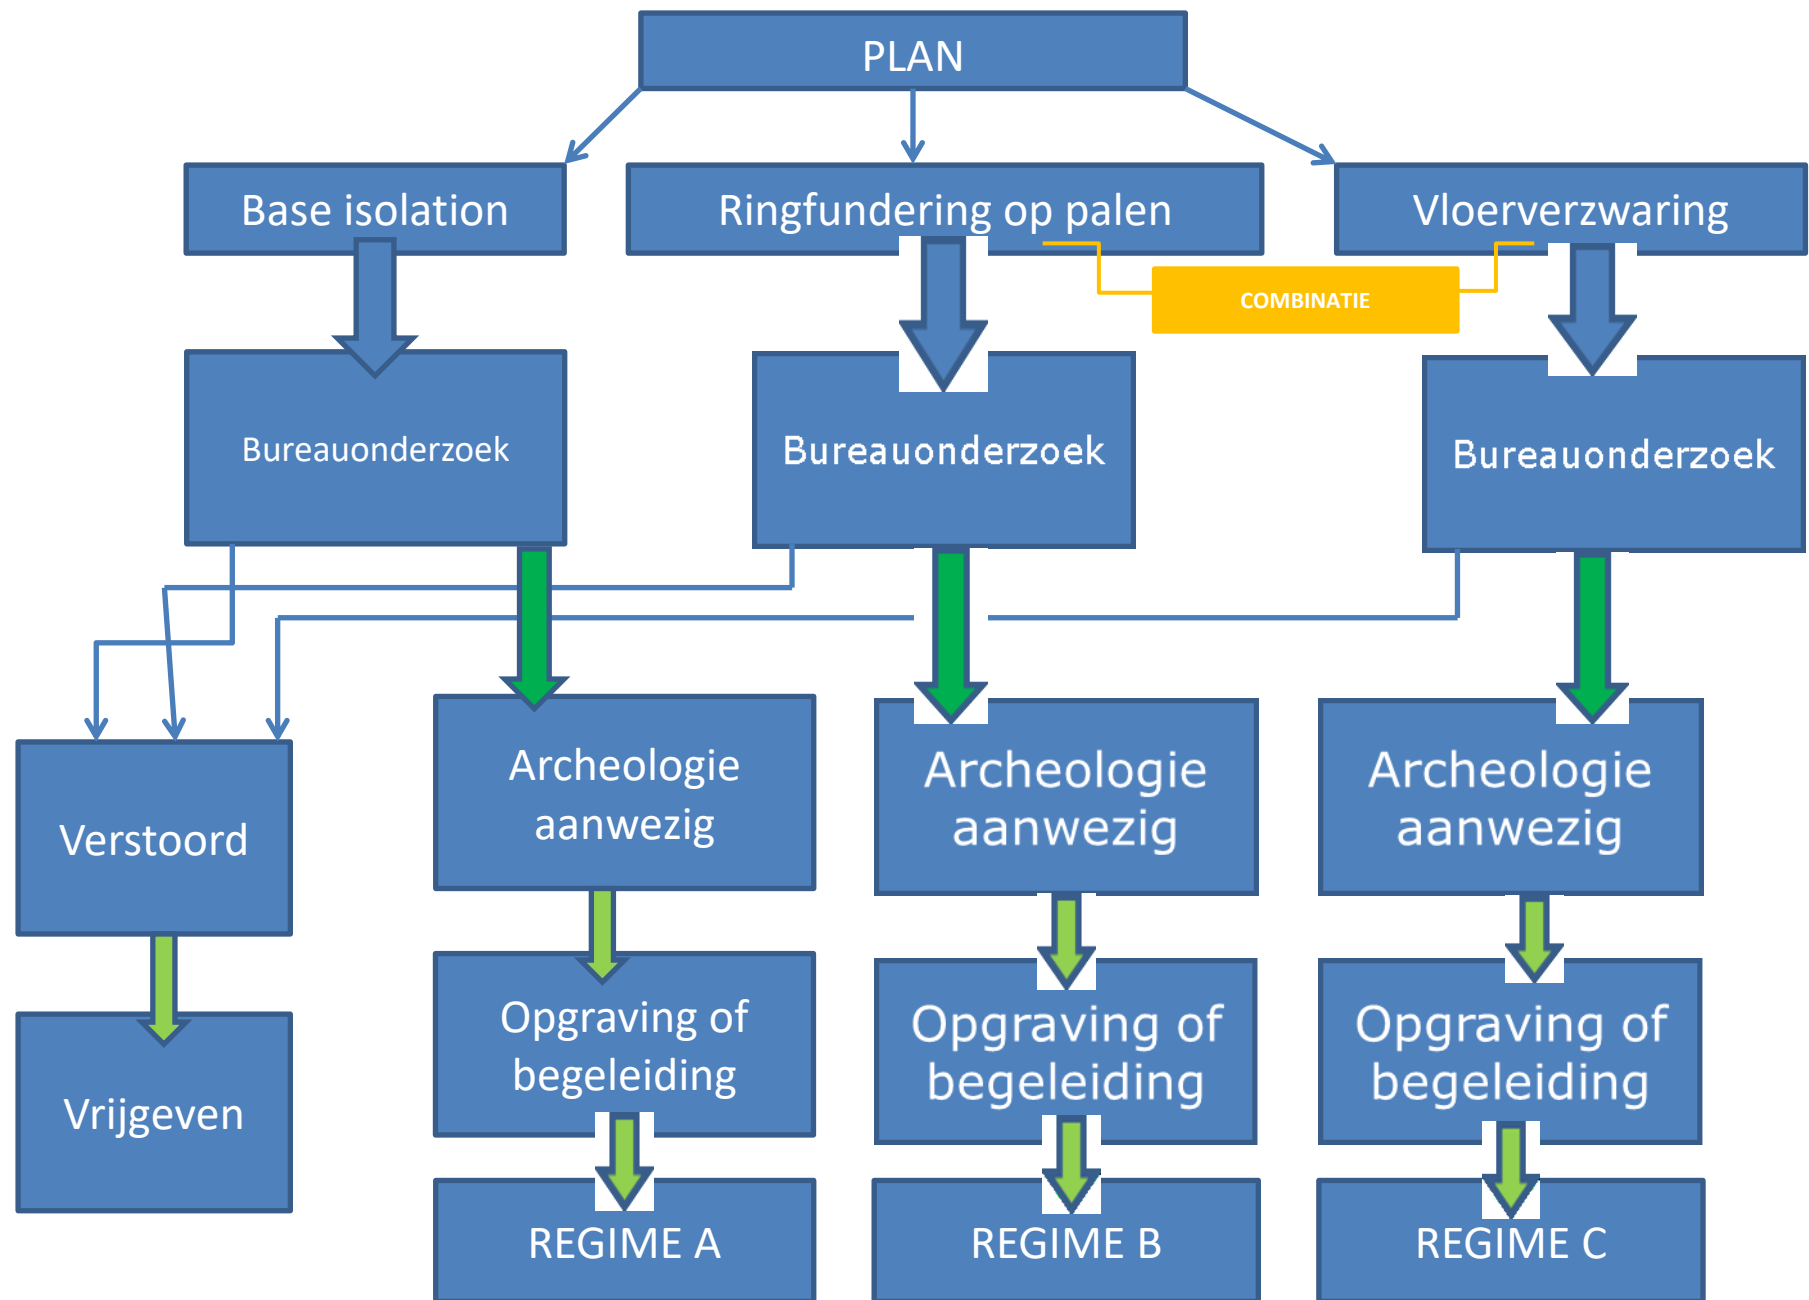 PLAN
Base isolation
Ringfundering op palen
Vloerverzwaring
COMBINATIE
Bureauonderzoek
Bureauonderzoek
Bureauonderzoek
Verstoord
Archeologie
aanwezig
Archeologie
aanwezig
Archeologie
aanwezig
Vrijgeven
Opgraving of
begeleiding
Opgraving of
begeleiding
Opgraving of
begeleiding
REGIME A
REGIME B
REGIME C